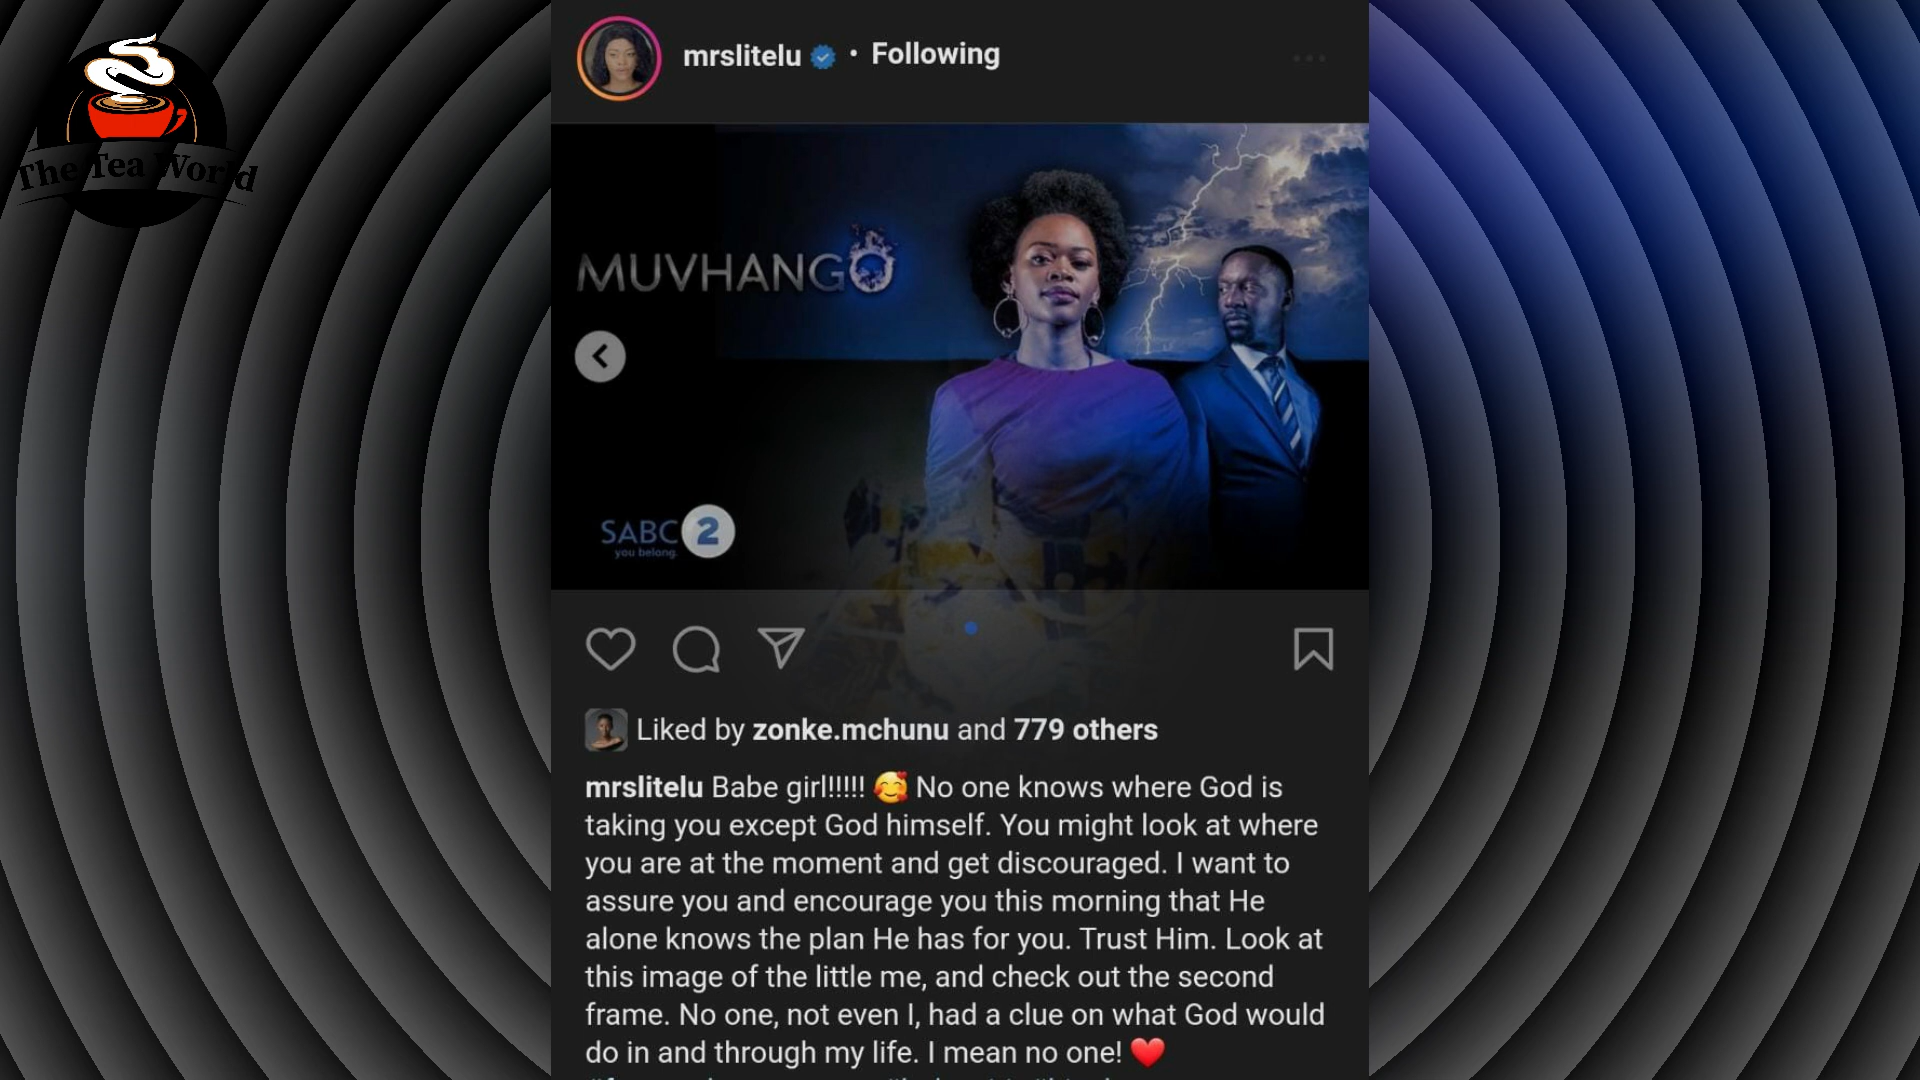 The Tea World
mrslitelu • Following
MUVHANGO
SABC 2
you belong.
Liked by zonke.mchunu and 779 others
mrslitelu Babe girl!!!!! 🥰 No one knows where God is
taking you except God himself. You might look at where
you are at the moment and get discouraged. I want to
assure you and encourage you this morning that He
alone knows the plan He has for you. Trust Him. Look at
this image of the little me, and check out the second
frame. No one, not even I, had a clue on what God would
do in and through my life. I mean no one! ❤️